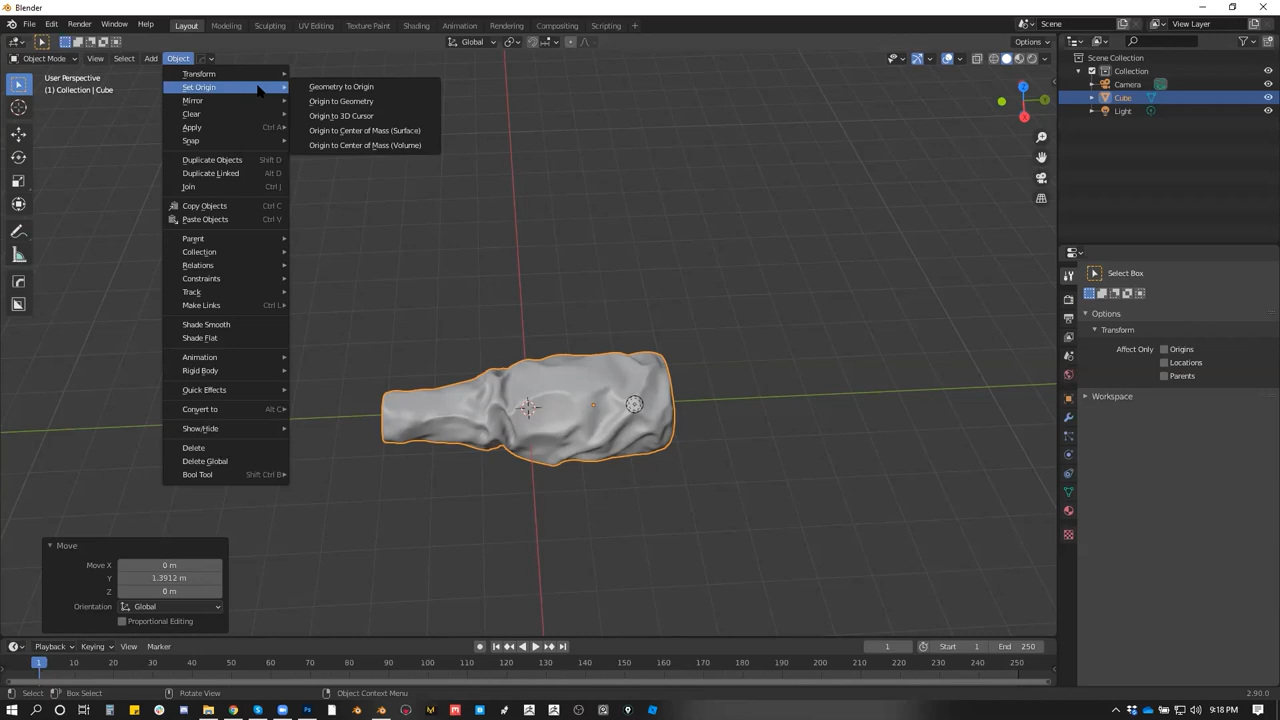 Blender
File Edit Render Window Help
Layout Modeling Sculpting UV Editing Texture Paint Shading Animation Rendering Compositing Scripting +
Scene View Layer
Global Options
Object Mode View Select Add Object
User Perspective
(1) Collection | Cube
Transform
Set Origin
Mirror
Clear
Apply Ctrl A
Snap
Duplicate Objects Shift D
Duplicate Linked Alt D
Join Ctrl J
Copy Objects Ctrl C
Paste Objects Ctrl V
Parent
Collection
Relations
Constraints
Track
Make Links Ctrl L
Shade Smooth
Shade Flat
Animation
Rigid Body
Quick Effects
Convert to Alt C
Show/Hide
Delete
Delete Global
Bool Tool Shift Ctrl B
Geometry to Origin
Origin to Geometry
Origin to 3D Cursor
Origin to Center of Mass (Surface)
Origin to Center of Mass (Volume)
Z
Y
X
Scene Collection
Collection
Camera
Cube
Light
Select Box
Options
Transform
Affect Only Origins
Locations
Parents
Workspace
Move
Move X 0 m
Y 1.3912 m
Z 0 m
Orientation Global
Proportional Editing
Playback Keying View Marker
1 Start 1 End 250
1 10 20 30 40 50 60 70 80 90 100 110 120 130 140 150 160 170 180 190 200 210 220 230 240 250
Select Box Select Rotate View Object Context Menu 2.90.0
9:18 PM